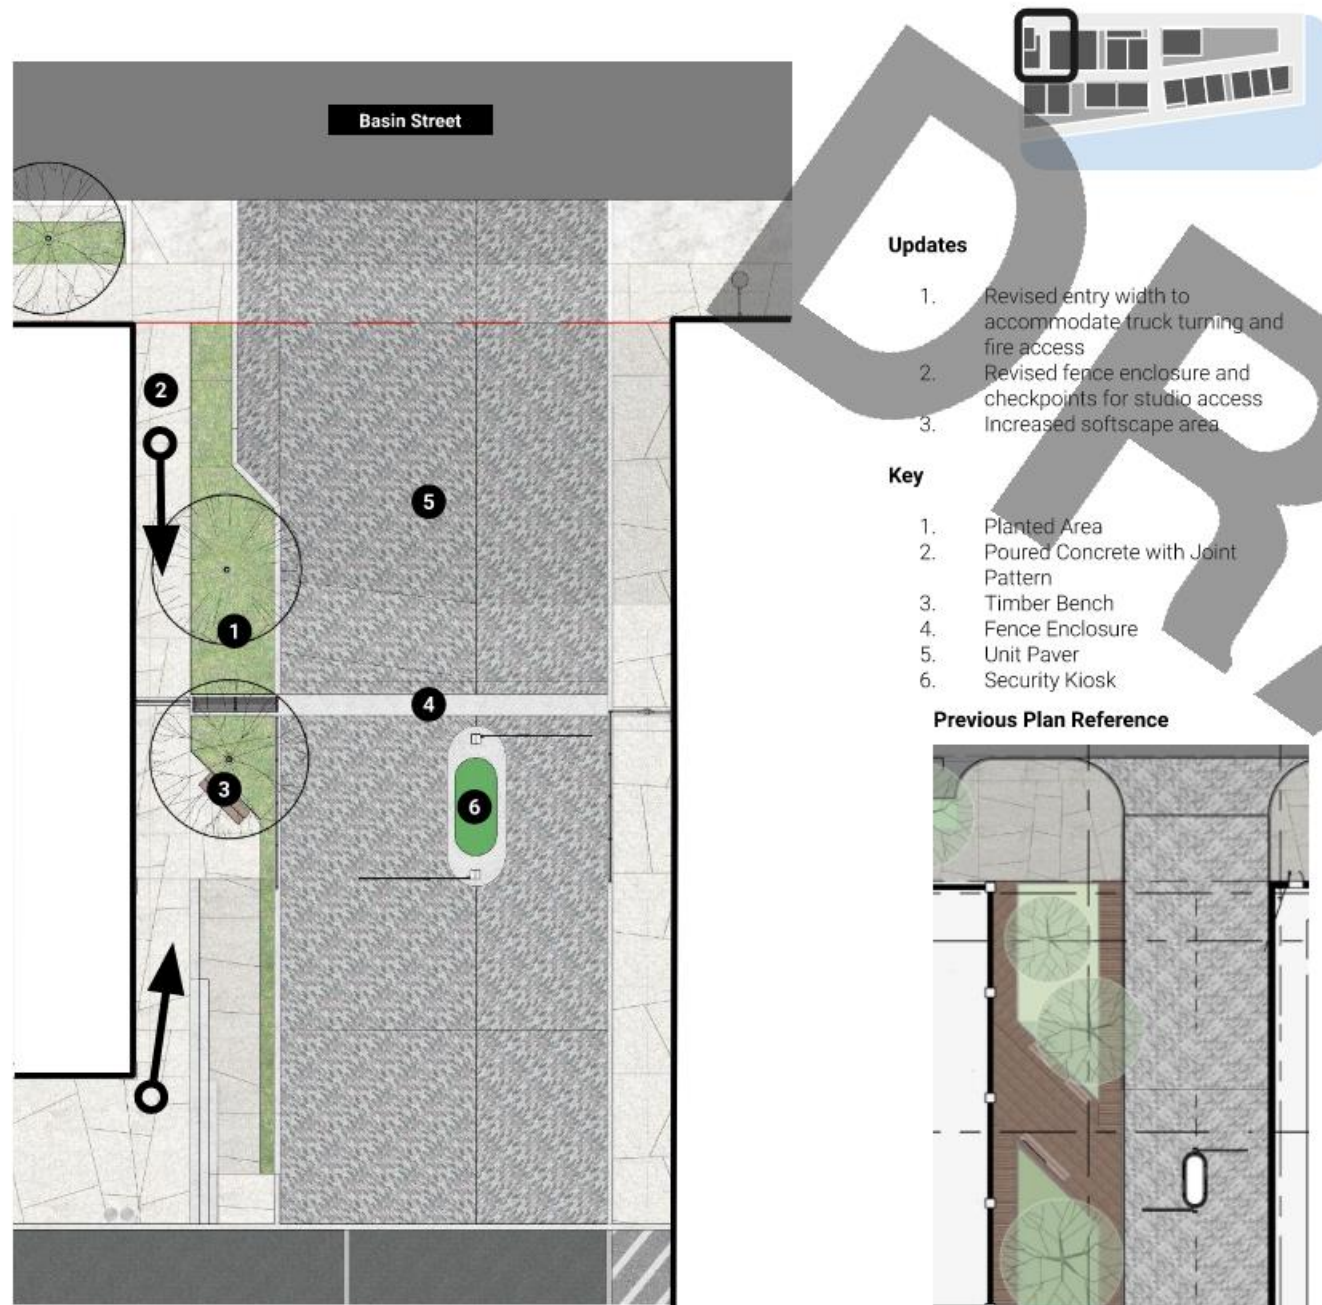 Basin Street
2
5
1
4
3
6
Updates
1. Revised entry width to
accommodate truck turning and
fire access
2. Revised fence enclosure and
checkpoints for studio access
3. Increased softscape area
Key
1. Planted Area
2. Poured Concrete with Joint
Pattern
3. Timber Bench
4. Fence Enclosure
5. Unit Paver
6. Security Kiosk
Previous Plan Reference
DR